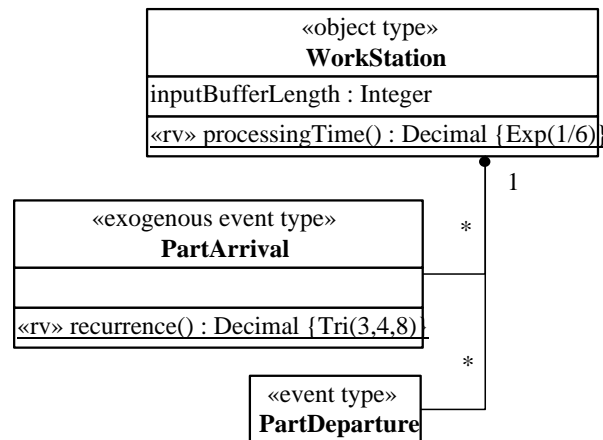 «object type»
WorkStation
inputBufferLength : Integer
«rv» processingTime() : Decimal {Exp(1/6)}
1
«exogenous event type»
PartArrival
*
«rv» recurrence() : Decimal {Tri(3,4,8)}
*
«event type»
PartDeparture